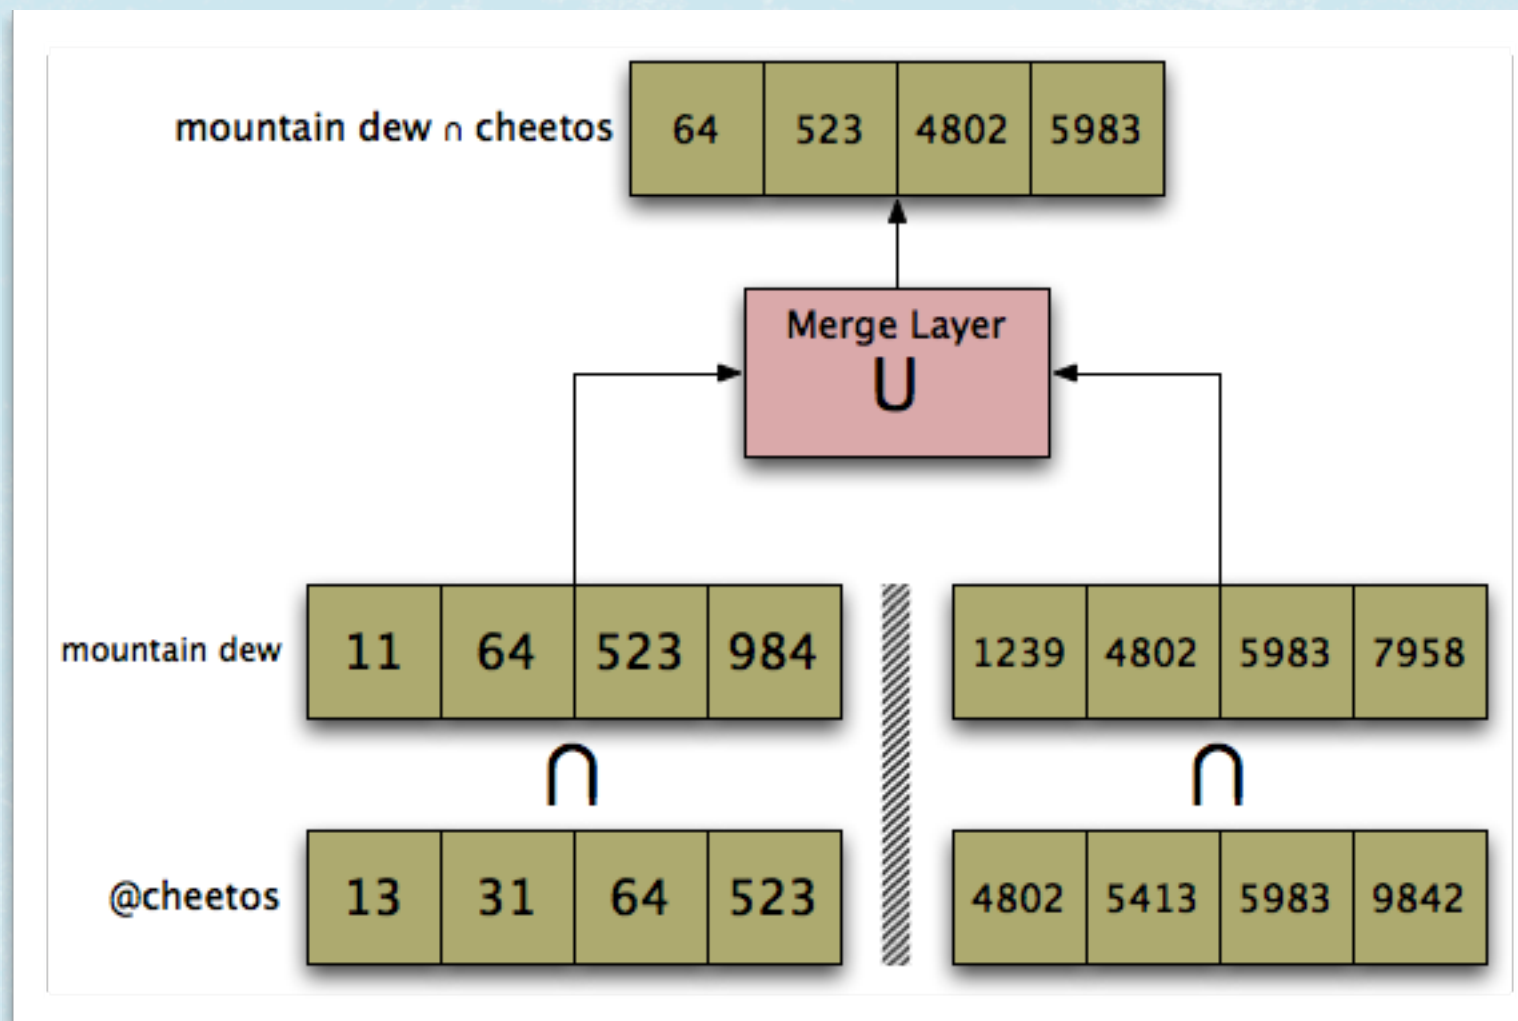 mountain dew ∩ cheetos 64 523 4802 5983
Merge Layer
∪
mountain dew 11 64 523 984 1239 4802 5983 7958
∩ ∩
@cheetos 13 31 64 523 4802 5413 5983 9842